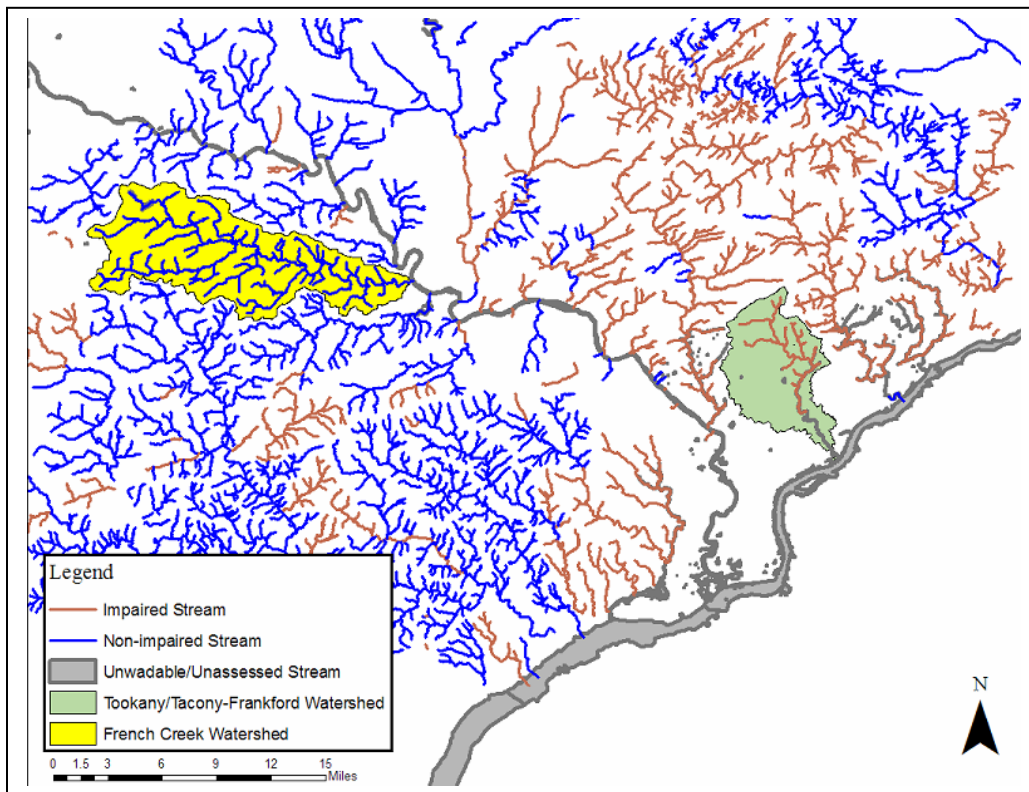 Legend
Impaired Stream
Non-impaired Stream
Unwadable/Unassessed Stream
Tookany/Tacony-Frankford Watershed
French Creek Watershed
0 1.5 3 6 9 12 15
Miles
N